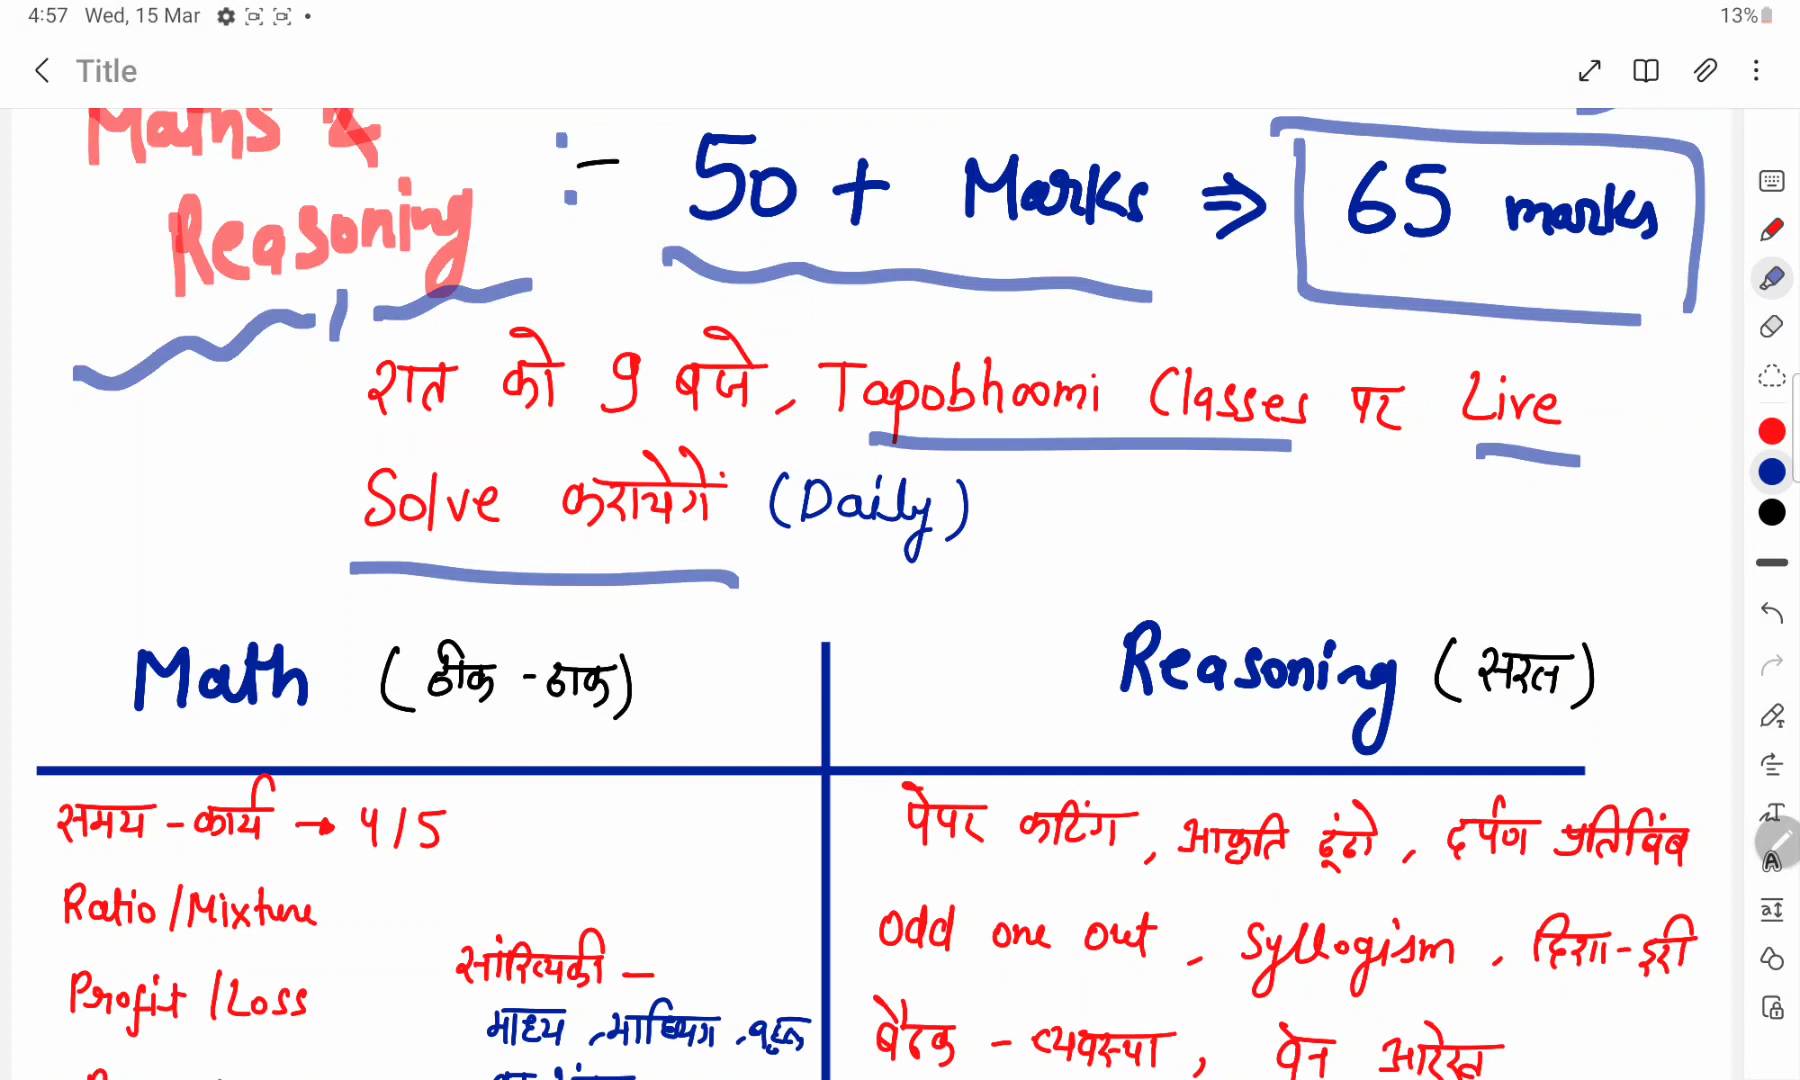 4:57 Wed, 15 Mar
13%
Title
Maths &
Reasoning :- 50 + Marks ⇒ 65 marks
रात को 9 बजे, Tapobhoomi Classes पर Live
Solve करायेगें (Daily)
Math (ठीक - ठाक)
Reasoning (सरल)
समय - कार्य → 4/5
Ratio / Mixture
Profit / Loss
सांख्यिकी -
माध्य, माध्यिका, बहुलक
पेपर कटिंग, आकृति ढूंढो, दर्पण प्रतिबिंब
odd one out, Syllogism, दिशा - दूरी
बैठक - व्यवस्था, वेन आरेख